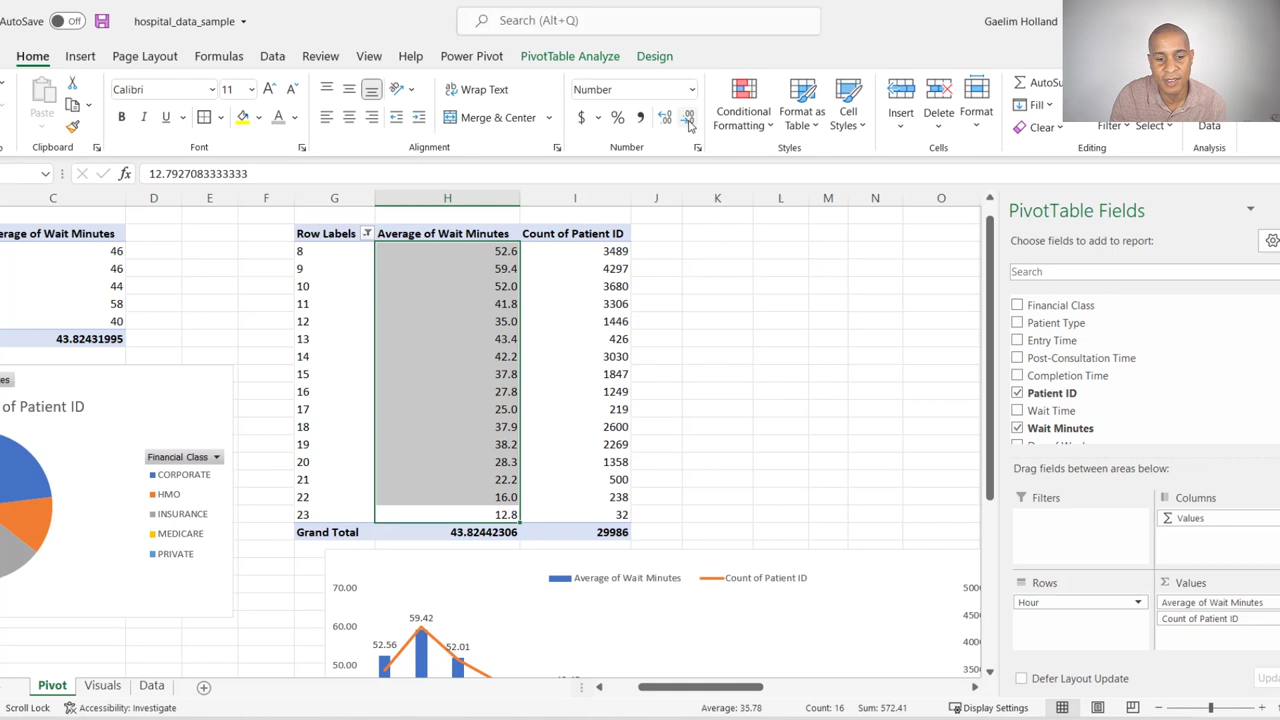 AutoSave Off hospital_data_sample Search (Alt+Q) Gaelim Holland
Home Insert Page Layout Formulas Data Review View Help Power Pivot PivotTable Analyze Design
Paste Calibri 11 Wrap Text Number Conditional Formatting Format as Table Cell Styles Insert Delete Format AutoSu
Fill
B I U A Merge & Center $ % Clear Filter Select Data
Clipboard Font Alignment Number Styles Cells Editing Analysis
fx 12.7927083333333
C D E F G H I J K L M N O
erage of Wait Minutes Row Labels Average of Wait Minutes Count of Patient ID
46 8 52.6 3489
46 9 59.4 4297
44 10 52.0 3680
58 11 41.8 3306
40 12 35.0 1446
43.82431995 13 43.4 426
14 42.2 3030
15 37.8 1847
16 27.8 1249
17 25.0 219
18 37.9 2600
19 38.2 2269
20 28.3 1358
21 22.2 500
22 16.0 238
23 12.8 32
Grand Total 43.82442306 29986
es
of Patient ID
Financial Class
CORPORATE
HMO
INSURANCE
MEDICARE
PRIVATE
Average of Wait Minutes Count of Patient ID
70.00 5000
60.00 4000
50.00 3500
59.42
52.56 52.01
PivotTable Fields
Choose fields to add to report:
Search
Financial Class
Patient Type
Entry Time
Post-Consultation Time
Completion Time
Patient ID
Wait Time
Wait Minutes
Drag fields between areas below:
Filters Columns
Values
Rows Values
Hour Average of Wait Minutes
Count of Patient ID
Defer Layout Update Upda
Pivot Visuals Data
Scroll Lock Accessibility: Investigate Average: 35.78 Count: 16 Sum: 572.41 Display Settings